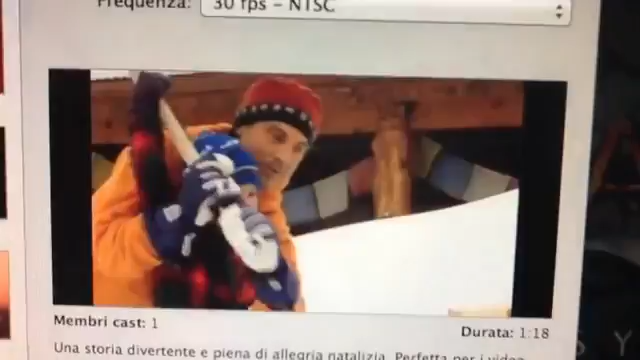 Frequenza: 30 fps – NTSC
Membri cast: 1
Durata: 1:18
Una storia divertente e piena di allegria natalizia. Perfetta per i video
S Y